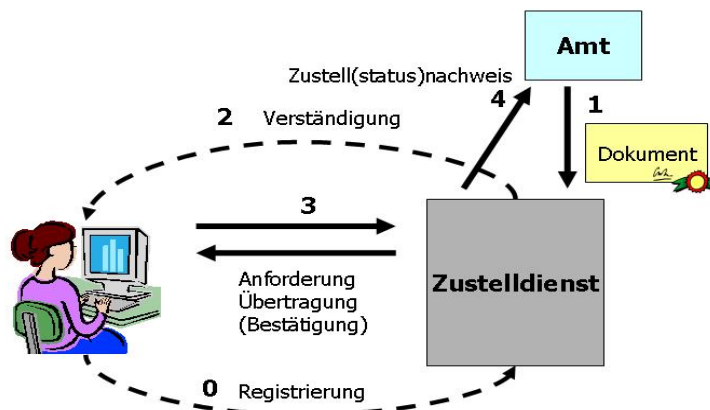 Amt
Zustell(status)nachweis
4
1
2 Verständigung
Dokument
3
Zustelldienst
Anforderung
Übertragung
(Bestätigung)
0 Registrierung